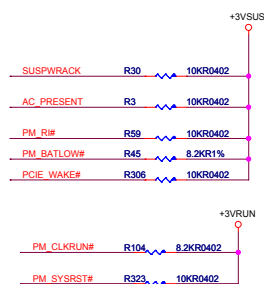 +3VSUS
SUSPWRACK R30 10KR0402
AC_PRESENT R3 10KR0402
PM_RI# R59 10KR0402
PM_BATLOW# R45 8.2KR1%
PCIE_WAKE# R306 10KR0402
+3VRUN
PM_CLKRUN# R104 8.2KR0402
PM_SYSRST# R323 10KR0402